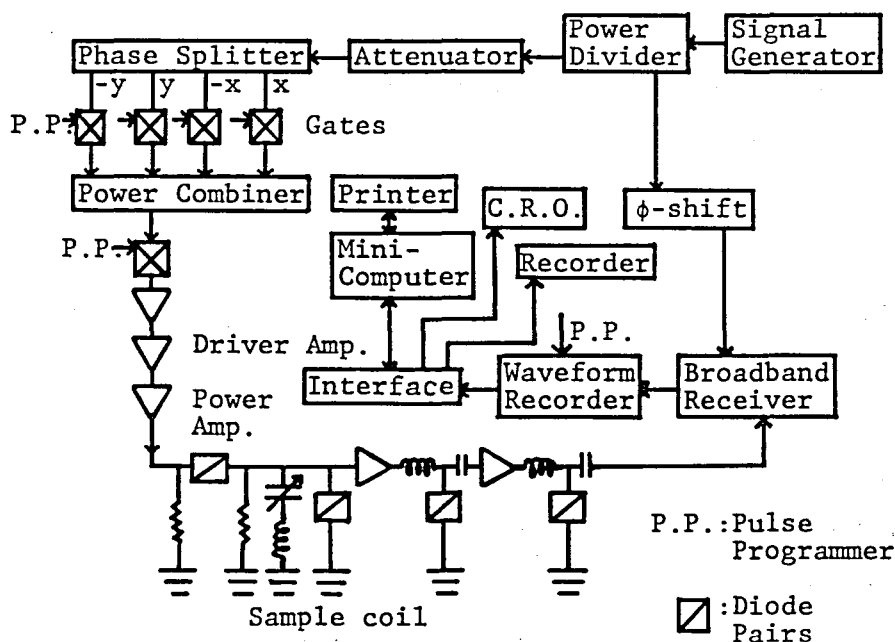 Phase Splitter
Attenuator
Power
Divider
Signal
Generator
-y
y
-x
x
P.P.
Gates
Power Combiner
Printer
C.R.O.
ϕ-shift
P.P.
Mini-
Computer
Recorder
Driver Amp.
P.P.
Interface
Waveform
Recorder
Broadband
Receiver
Power
Amp.
P.P.:Pulse
Programmer
Sample coil
:Diode
Pairs